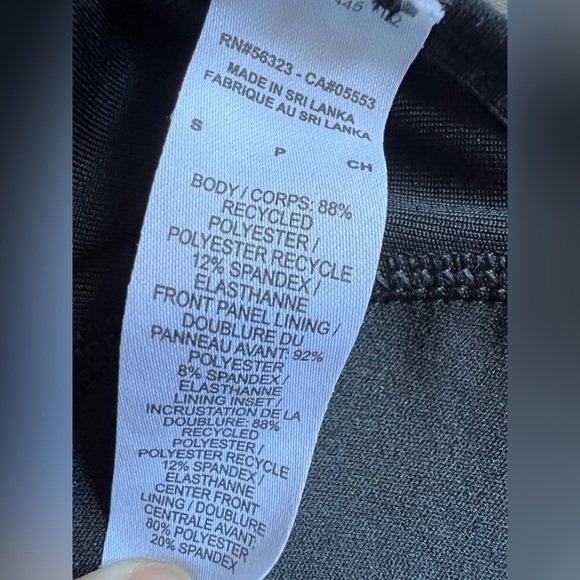 RN#56323 - CA#05553
MADE IN SRI LANKA
FABRIQUE AU SRI LANKA
S P CH
BODY / CORPS: 88%
RECYCLED
POLYESTER /
POLYESTER RECYCLE
12% SPANDEX /
ELASTHANNE
FRONT PANEL LINING /
DOUBLURE DU
PANNEAU AVANT: 92%
POLYESTER
8% SPANDEX /
ELASTHANNE
LINING INSET /
INCRUSTATION DE LA
DOUBLURE: 88%
RECYCLED
POLYESTER /
POLYESTER RECYCLE
12% SPANDEX /
ELASTHANNE
CENTER FRONT
LINING / DOUBLURE
CENTRALE AVANT:
80% POLYESTER
20% SPANDEX